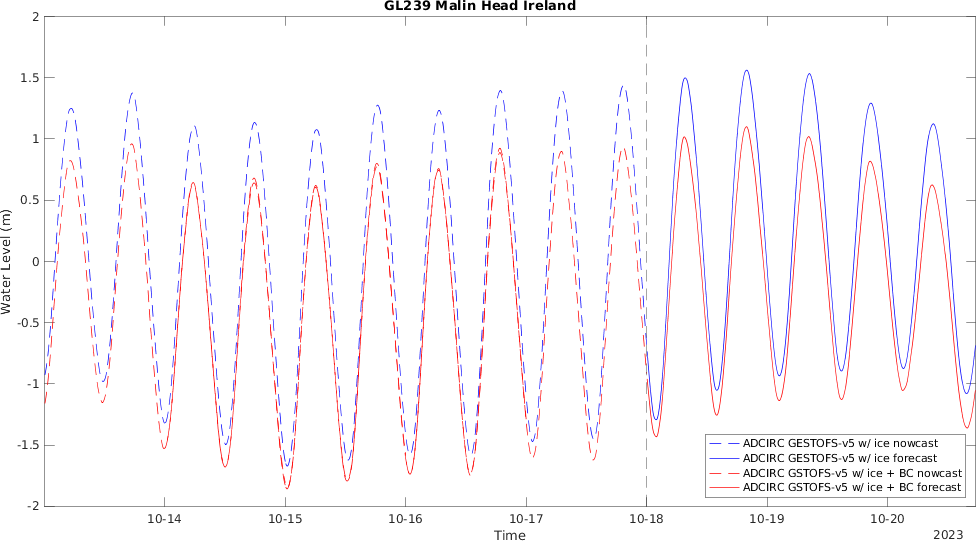 GL239 Malin Head Ireland
2
1.5
1
0.5
0
-0.5
-1
-1.5
-2
Water Level (m)
10-14
10-15
10-16
10-17
10-18
10-19
10-20
Time
2023
ADCIRC GESTOFS-v5 w/ ice nowcast
ADCIRC GESTOFS-v5 w/ ice forecast
ADCIRC GSTOFS-v5 w/ ice + BC nowcast
ADCIRC GSTOFS-v5 w/ ice + BC forecast